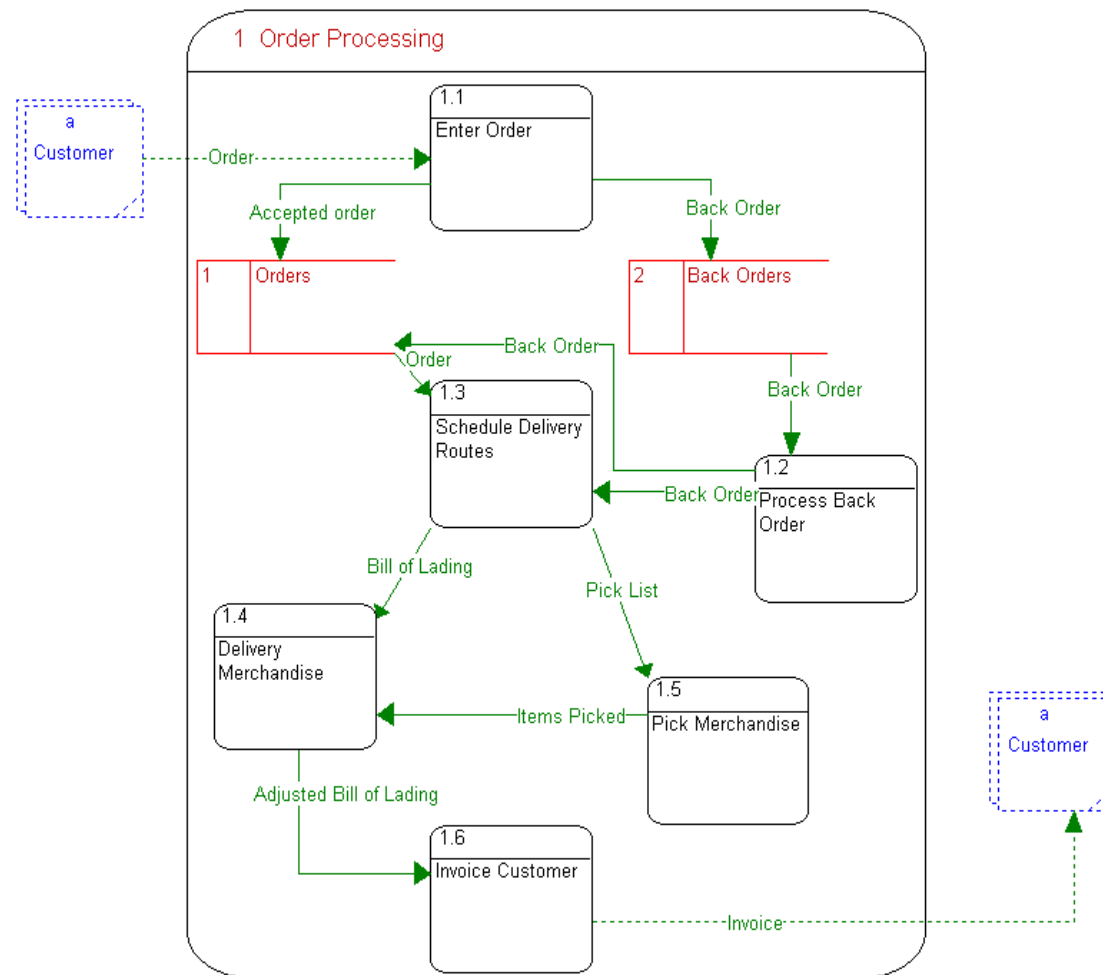 1 Order Processing
1.1
Enter Order
a
Customer
Order
Accepted order
Back Order
1
Orders
2
Back Orders
Back Order
Order
Back Order
1.3
Schedule Delivery
Routes
1.2
Process Back
Order
Back Order
Bill of Lading
Pick List
1.4
Delivery
Merchandise
1.5
Pick Merchandise
Items Picked
a
Customer
Adjusted Bill of Lading
1.6
Invoice Customer
Invoice